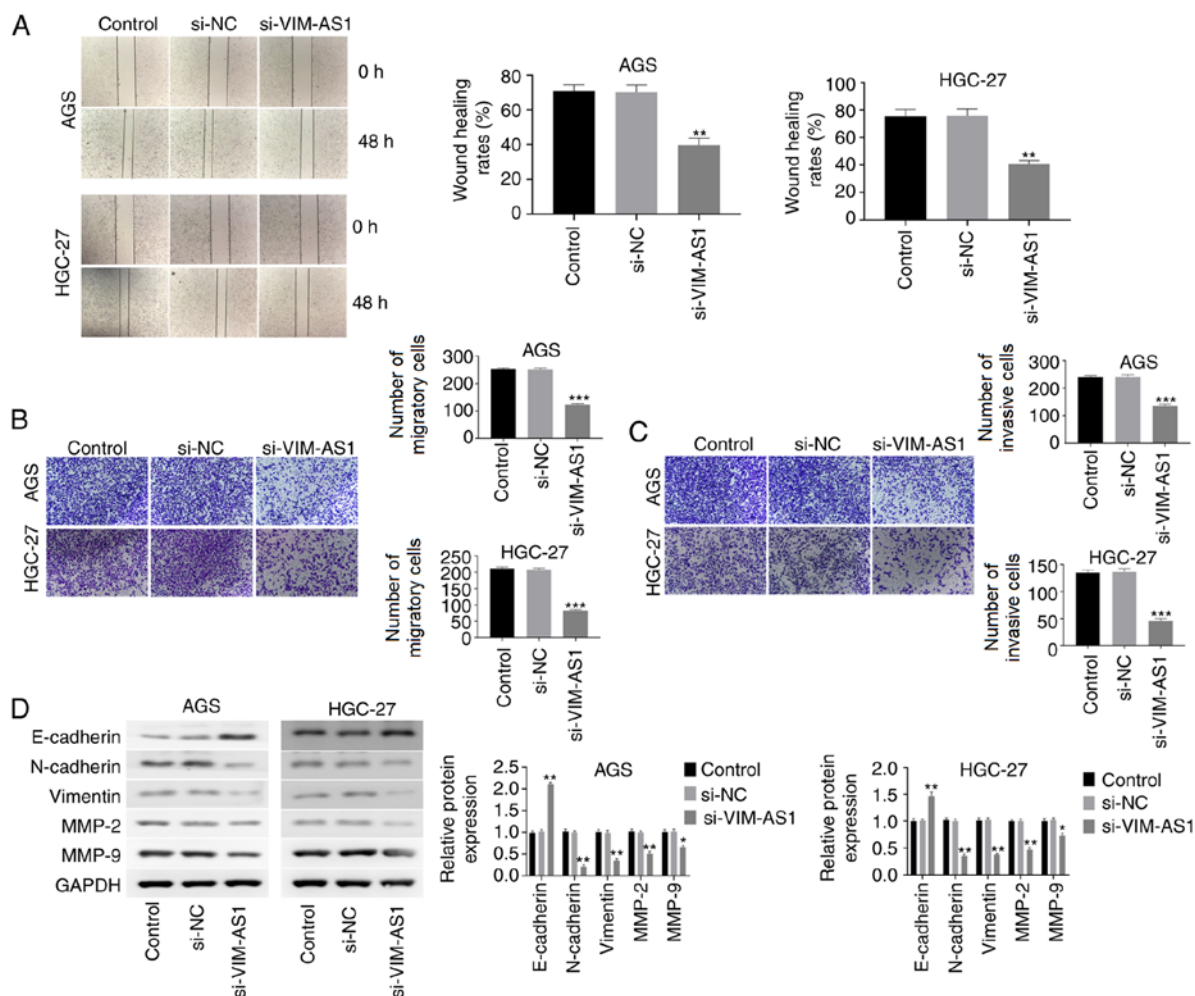 A
Control si-NC si-VIM-AS1
AGS
0 h
48 h
HGC-27
0 h
48 h
AGS
Wound healing
rates (%)
80
60
40
20
0
**
Control
si-NC
si-VIM-AS1
HGC-27
Wound healing
rates (%)
100
80
60
40
20
0
**
Control
si-NC
si-VIM-AS1
B
Control si-NC si-VIM-AS1
AGS
HGC-27
AGS
Number of
migratory cells
300
200
100
0
***
Control
si-NC
si-VIM-AS1
HGC-27
Number of
migratory cells
250
200
150
100
50
0
***
Control
si-NC
si-VIM-AS1
C
Control si-NC si-VIM-AS1
AGS
HGC-27
AGS
Number of
invasive cells
300
200
100
0
***
Control
si-NC
si-VIM-AS1
HGC-27
Number of
invasive cells
150
100
50
0
***
Control
si-NC
si-VIM-AS1
D
AGS HGC-27
E-cadherin
N-cadherin
Vimentin
MMP-2
MMP-9
GAPDH
Control
si-NC
si-VIM-AS1
Control
si-NC
si-VIM-AS1
AGS
Relative protein
expression
2.5
2.0
1.5
1.0
0.5
0.0
** ** ** ** *
E-cadherin
N-cadherin
Vimentin
MMP-2
MMP-9
Control
si-NC
si-VIM-AS1
HGC-27
Relative protein
expression
2.0
1.5
1.0
0.5
0.0
** ** ** ** *
E-cadherin
N-cadherin
Vimentin
MMP-2
MMP-9
Control
si-NC
si-VIM-AS1